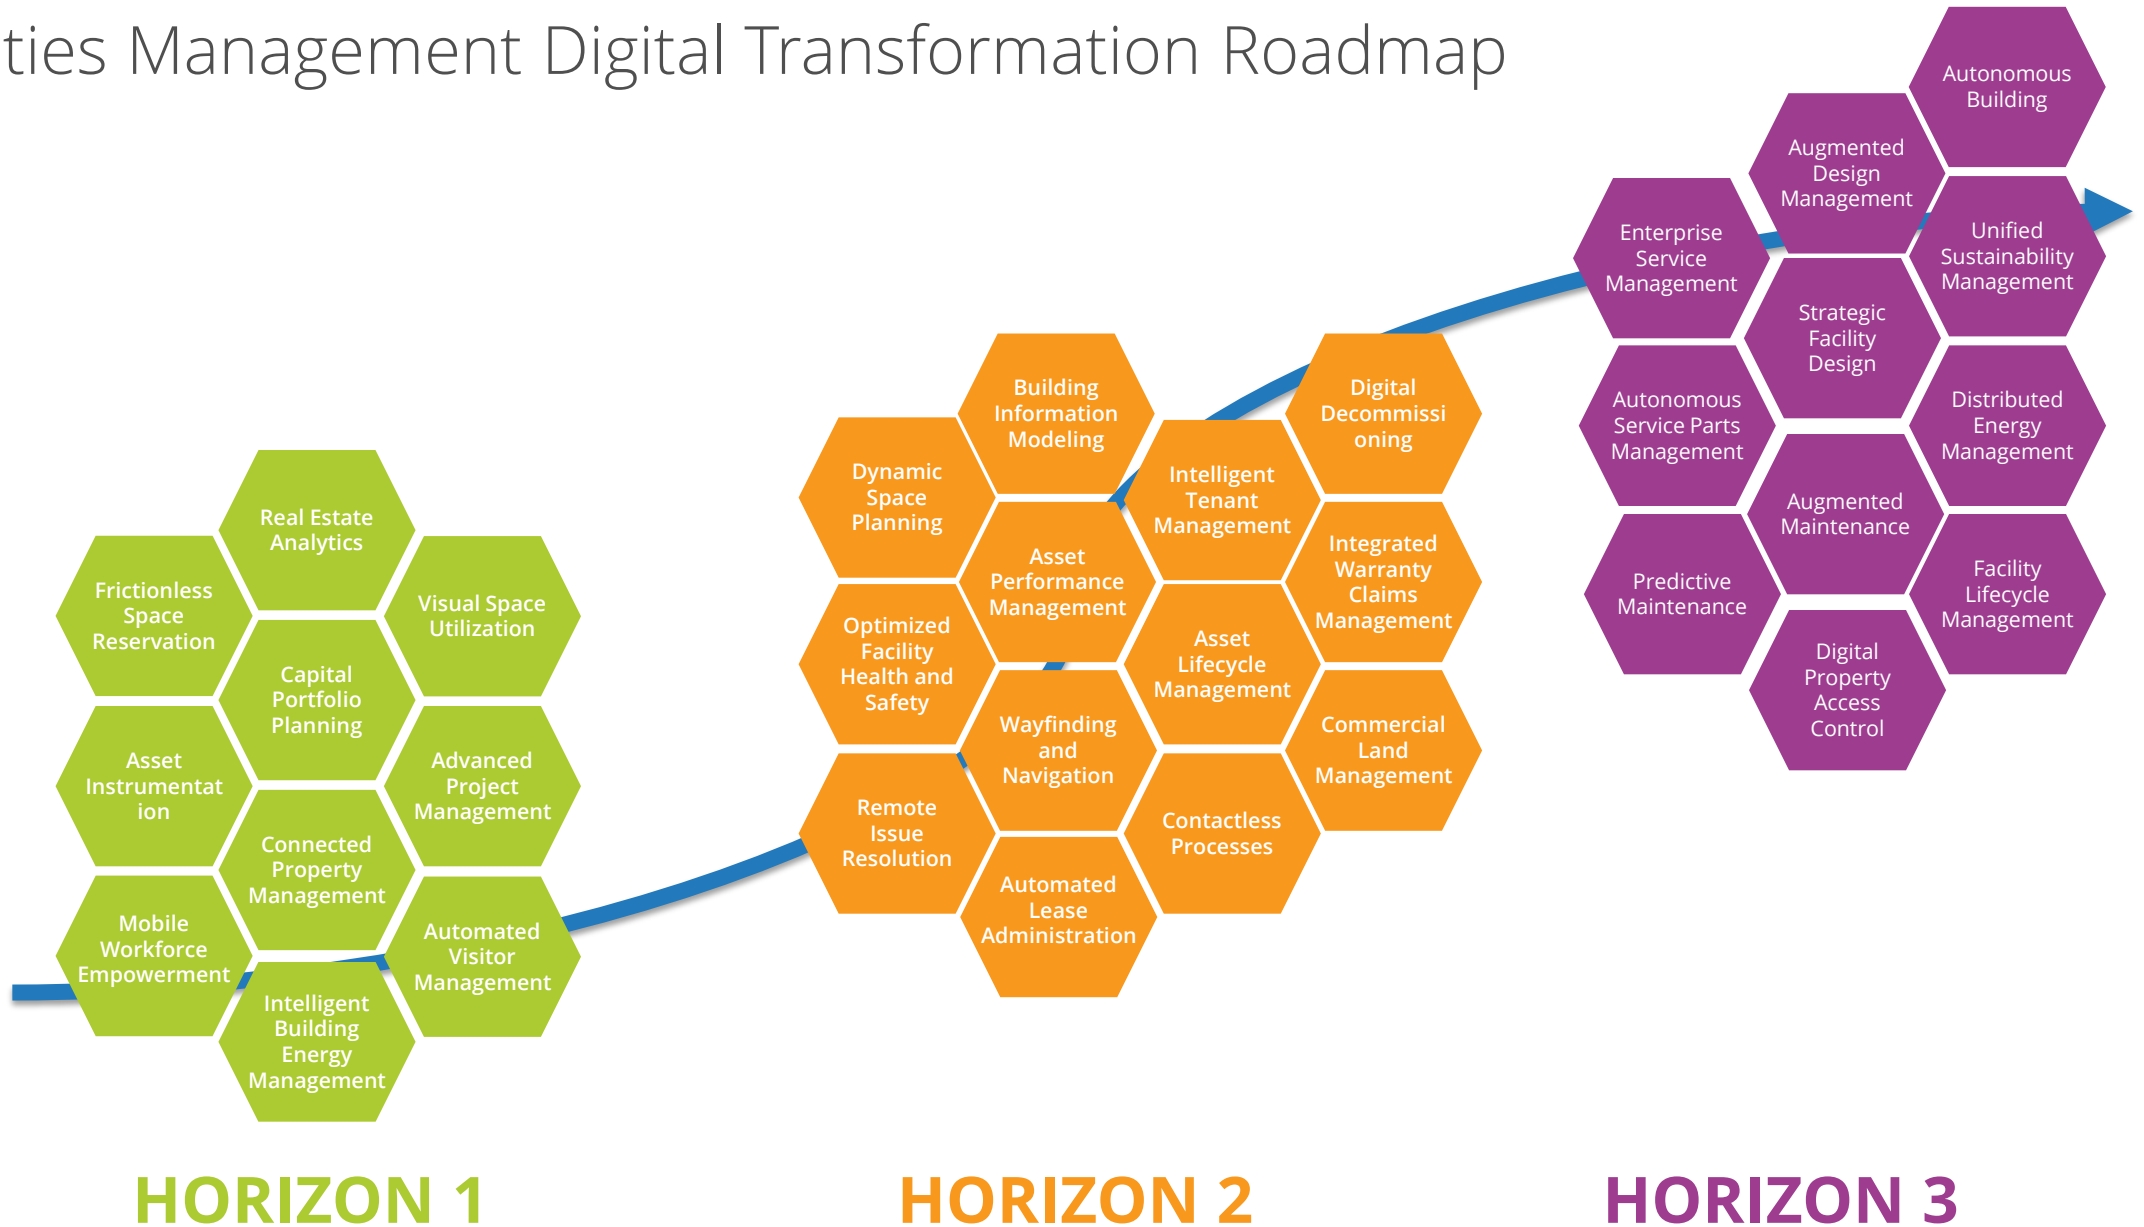 ties Management Digital Transformation Roadmap
Real Estate
Analytics
Frictionless
Space
Reservation
Visual Space
Utilization
Capital
Portfolio
Planning
Asset
Instrumentat
ion
Advanced
Project
Management
Connected
Property
Management
Mobile
Workforce
Empowerment
Automated
Visitor
Management
Intelligent
Building
Energy
Management
HORIZON 1
Building
Information
Modeling
Digital
Decommissi
oning
Dynamic
Space
Planning
Intelligent
Tenant
Management
Asset
Performance
Management
Integrated
Warranty
Claims
Management
Optimized
Facility
Health and
Safety
Asset
Lifecycle
Management
Wayfinding
and
Navigation
Commercial
Land
Management
Remote
Issue
Resolution
Contactless
Processes
Automated
Lease
Administration
HORIZON 2
Autonomous
Building
Augmented
Design
Management
Enterprise
Service
Management
Unified
Sustainability
Management
Strategic
Facility
Design
Autonomous
Service Parts
Management
Distributed
Energy
Management
Augmented
Maintenance
Predictive
Maintenance
Facility
Lifecycle
Management
Digital
Property
Access
Control
HORIZON 3